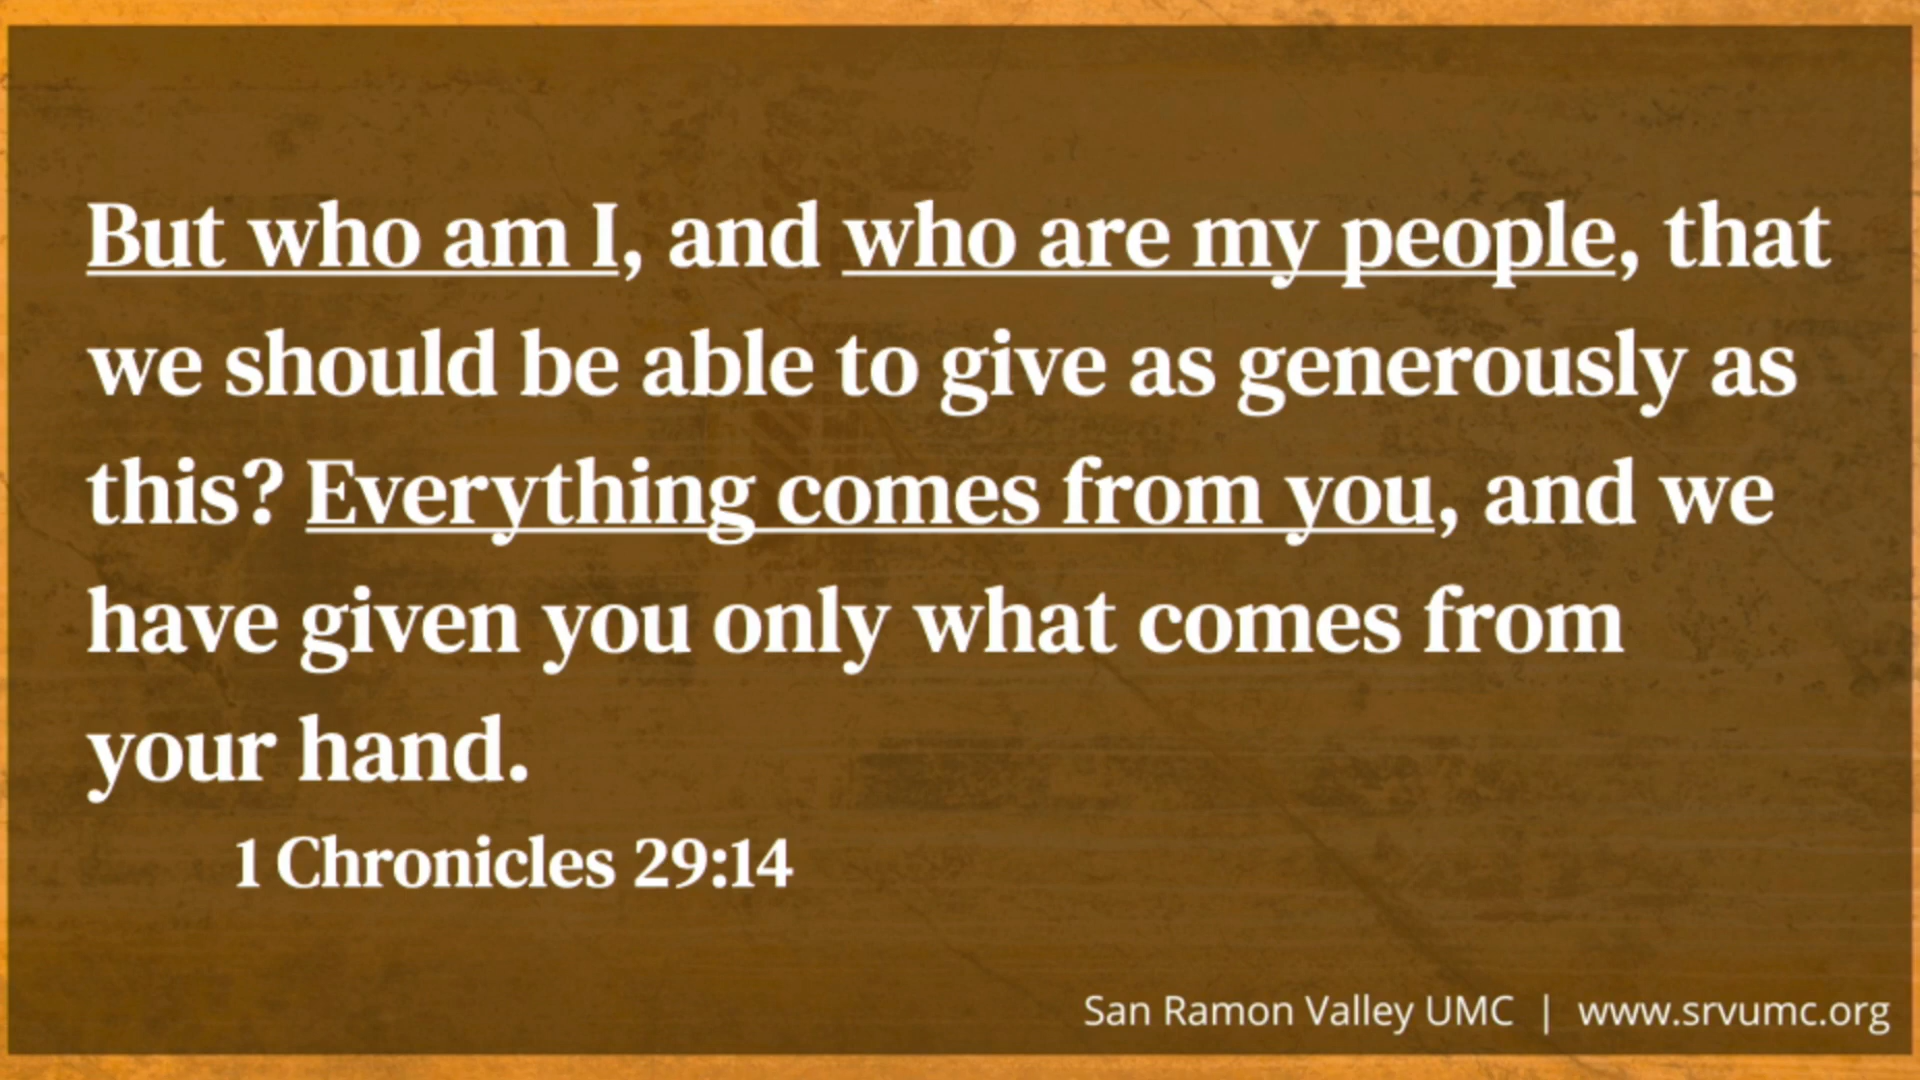 But who am I, and who are my people, that
we should be able to give as generously as
this? Everything comes from you, and we
have given you only what comes from
your hand.
1 Chronicles 29:14
San Ramon Valley UMC | www.srvumc.org